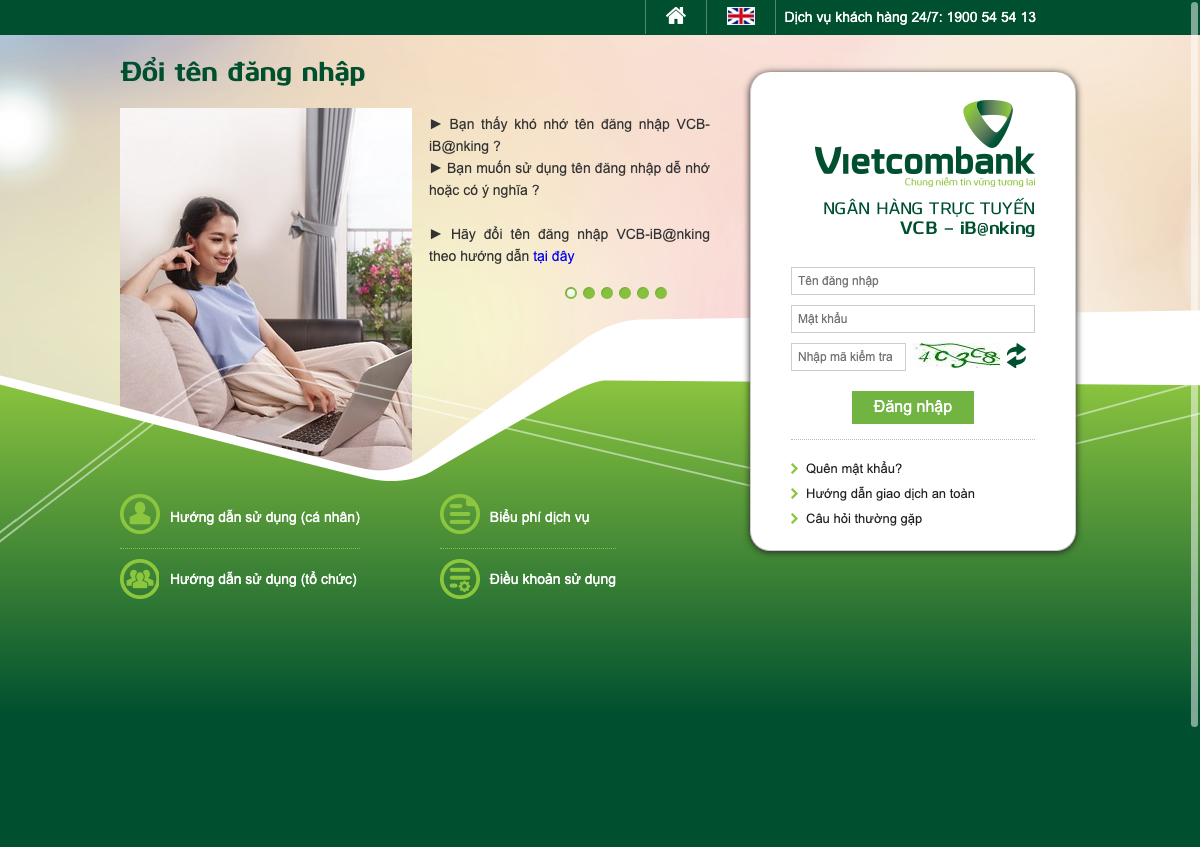 Dịch vụ khách hàng 24/7: 1900 54 54 13
Đổi tên đăng nhập
► Bạn thấy khó nhớ tên đăng nhập VCB-
iB@nking ?
► Bạn muốn sử dụng tên đăng nhập dễ nhớ
hoặc có ý nghĩa ?
► Hãy đổi tên đăng nhập VCB-iB@nking
theo hướng dẫn tại đây
Vietcombank
Chung niềm tin vững tương lai
NGÂN HÀNG TRỰC TUYẾN
VCB – iB@nking
Tên đăng nhập
Mật khẩu
Nhập mã kiểm tra
4c3c8
Đăng nhập
Quên mật khẩu?
Hướng dẫn giao dịch an toàn
Câu hỏi thường gặp
Hướng dẫn sử dụng (cá nhân)
Biểu phí dịch vụ
Hướng dẫn sử dụng (tổ chức)
Điều khoản sử dụng